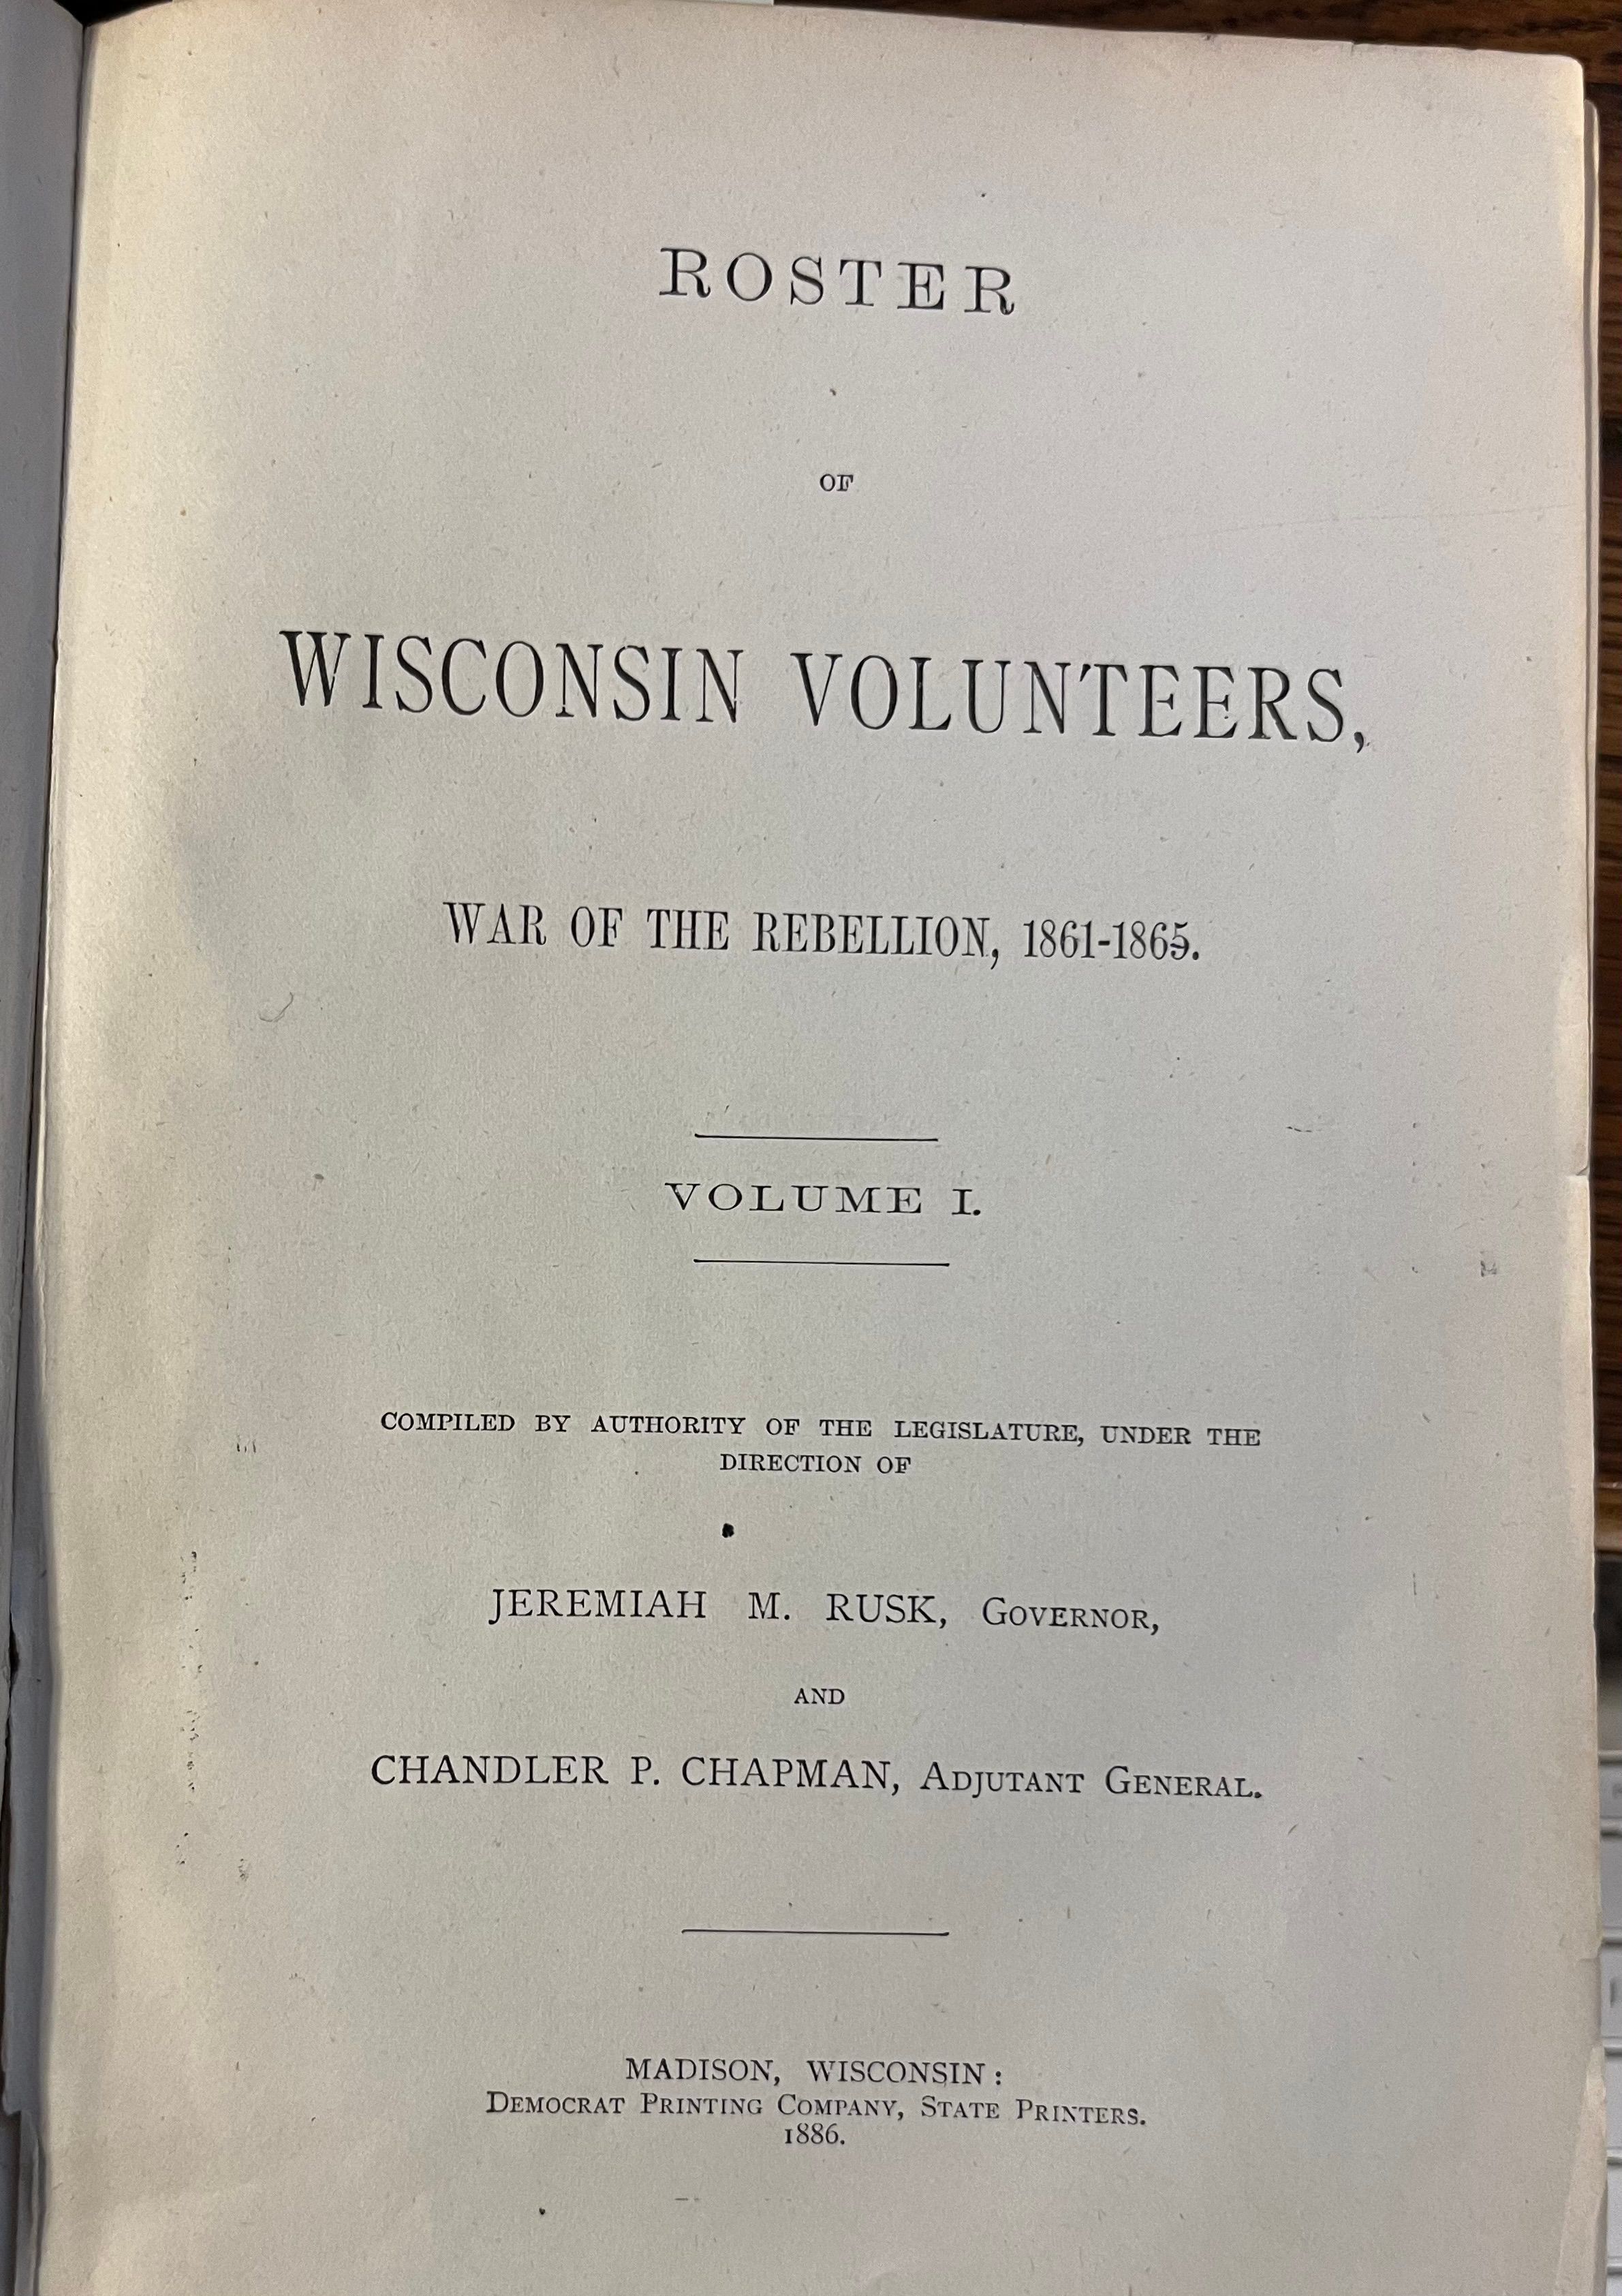 ROSTER
OF
WISCONSIN VOLUNTEERS,
WAR OF THE REBELLION, 1861-1865.
VOLUME I.
COMPILED BY AUTHORITY OF THE LEGISLATURE, UNDER THE
DIRECTION OF
JEREMIAH M. RUSK, GOVERNOR,
AND
CHANDLER P. CHAPMAN, ADJUTANT GENERAL.
MADISON, WISCONSIN:
DEMOCRAT PRINTING COMPANY, STATE PRINTERS.
1886.